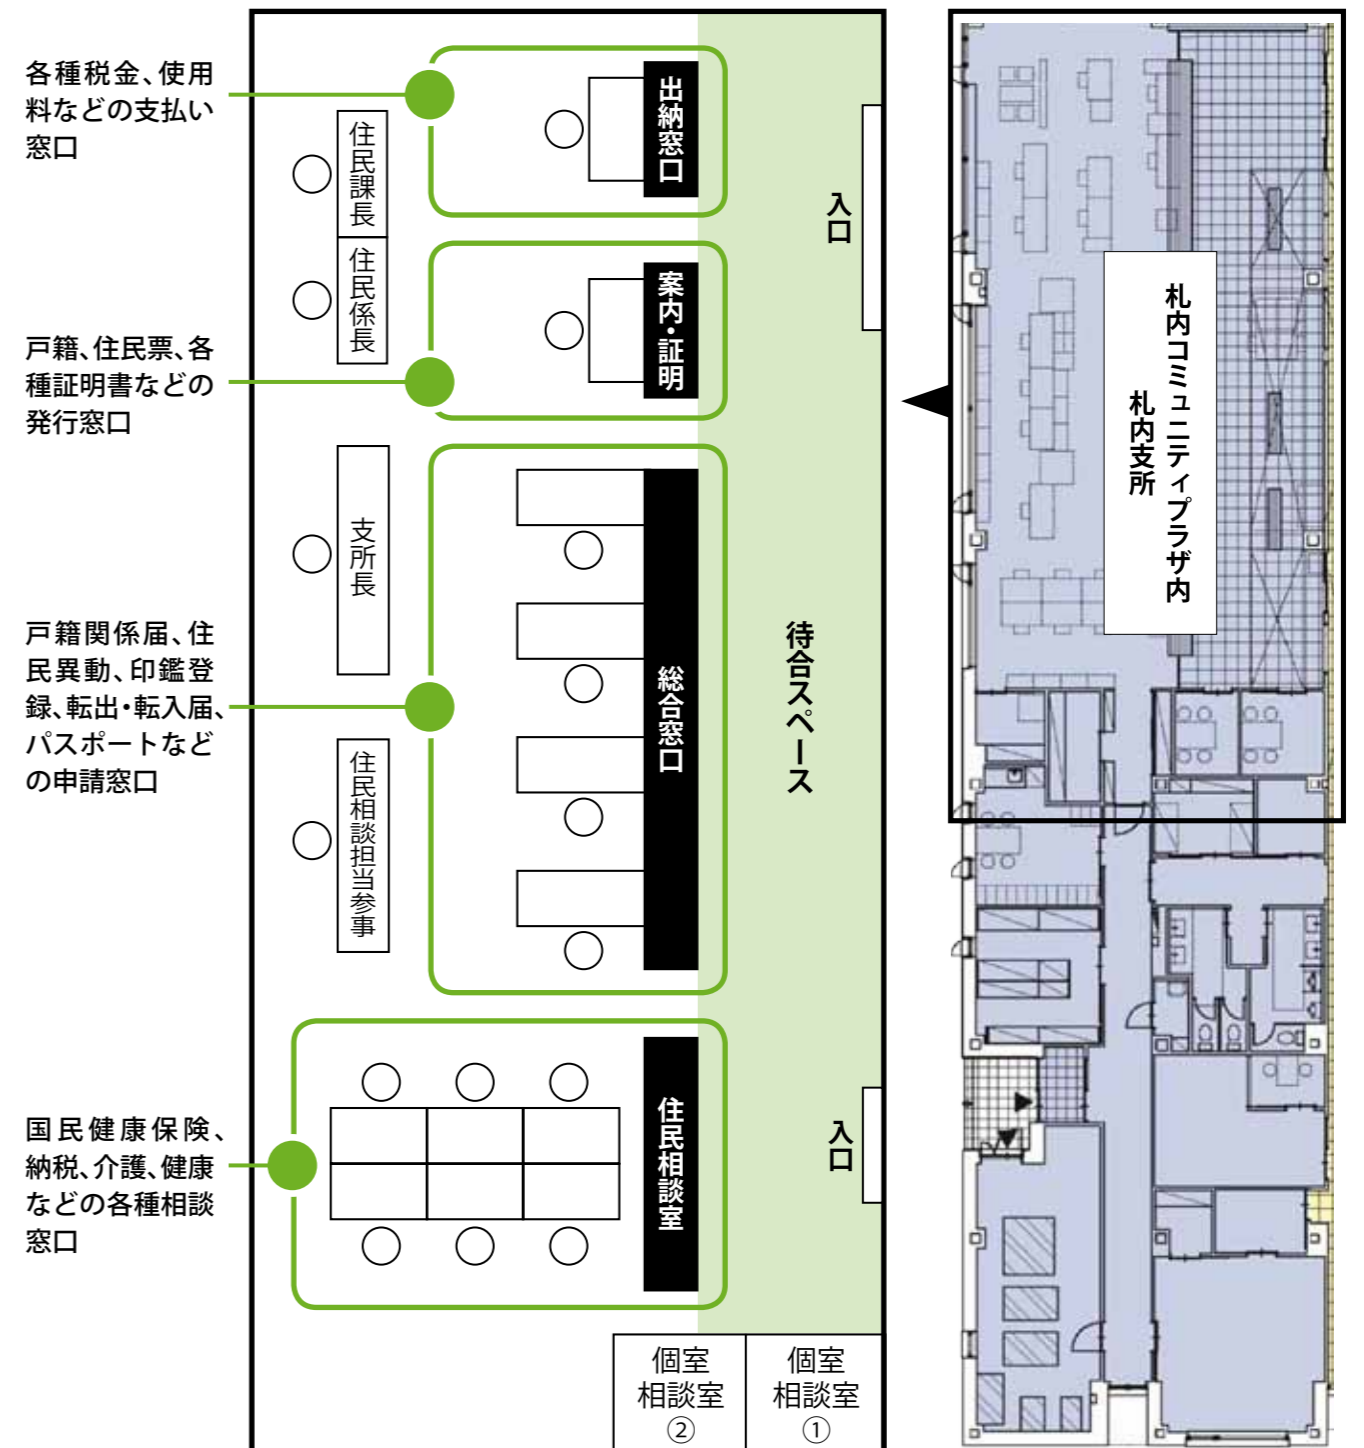 各種税金、使用
料などの支払い
窓口
戸籍、住民票、各
種証明書などの
発行窓口
戸籍関係届、住
民異動、印鑑登
録、転出・転入届、
パスポートなど
の申請窓口
国民健康保険、
納税、介護、健康
などの各種相談
窓口
住民課長
住民係長
支所長
住民相談担当参事
出納窓口
案内・証明
総合窓口
住民相談室
入口
待合スペース
入口
個室
相談室
②
個室
相談室
①
札内コミュニティプラザ内
札内支所